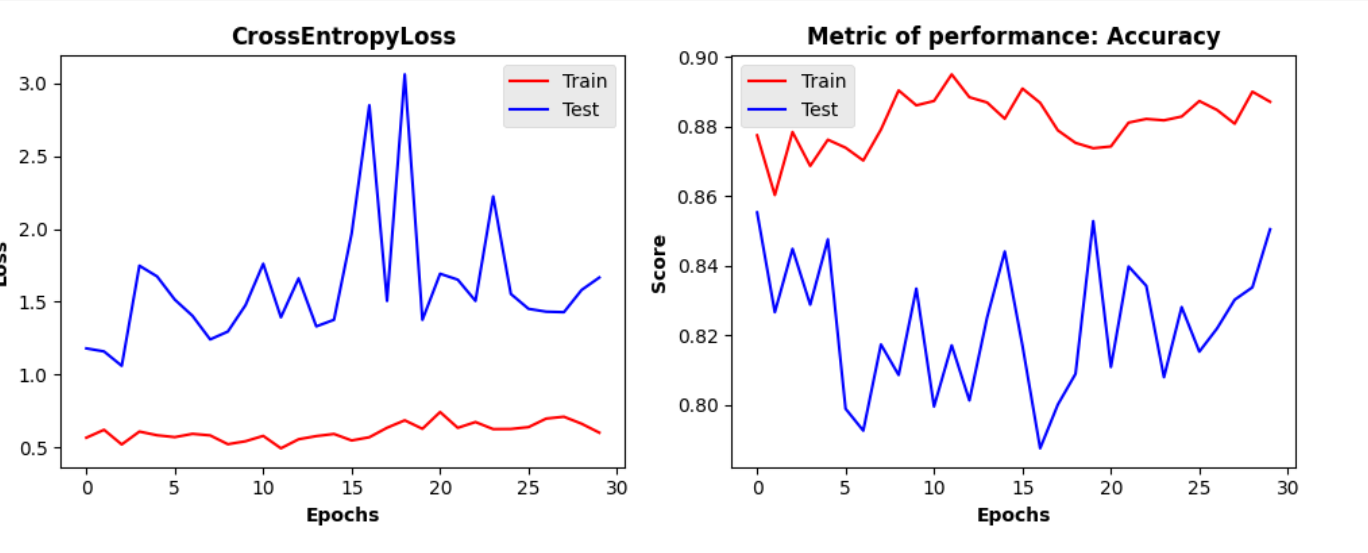 CrossEntropyLoss
Train
Test
3.0
2.5
2.0
1.5
1.0
0.5
Loss
0 5 10 15 20 25 30
Epochs
Metric of performance: Accuracy
Train
Test
0.90
0.88
0.86
0.84
0.82
0.80
Score
0 5 10 15 20 25 30
Epochs